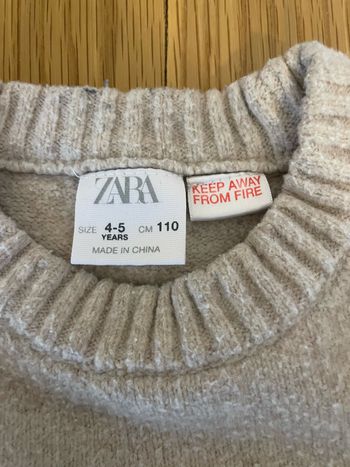 ZARA
SIZE 4-5 YEARS CM 110
MADE IN CHINA
KEEP AWAY
FROM FIRE